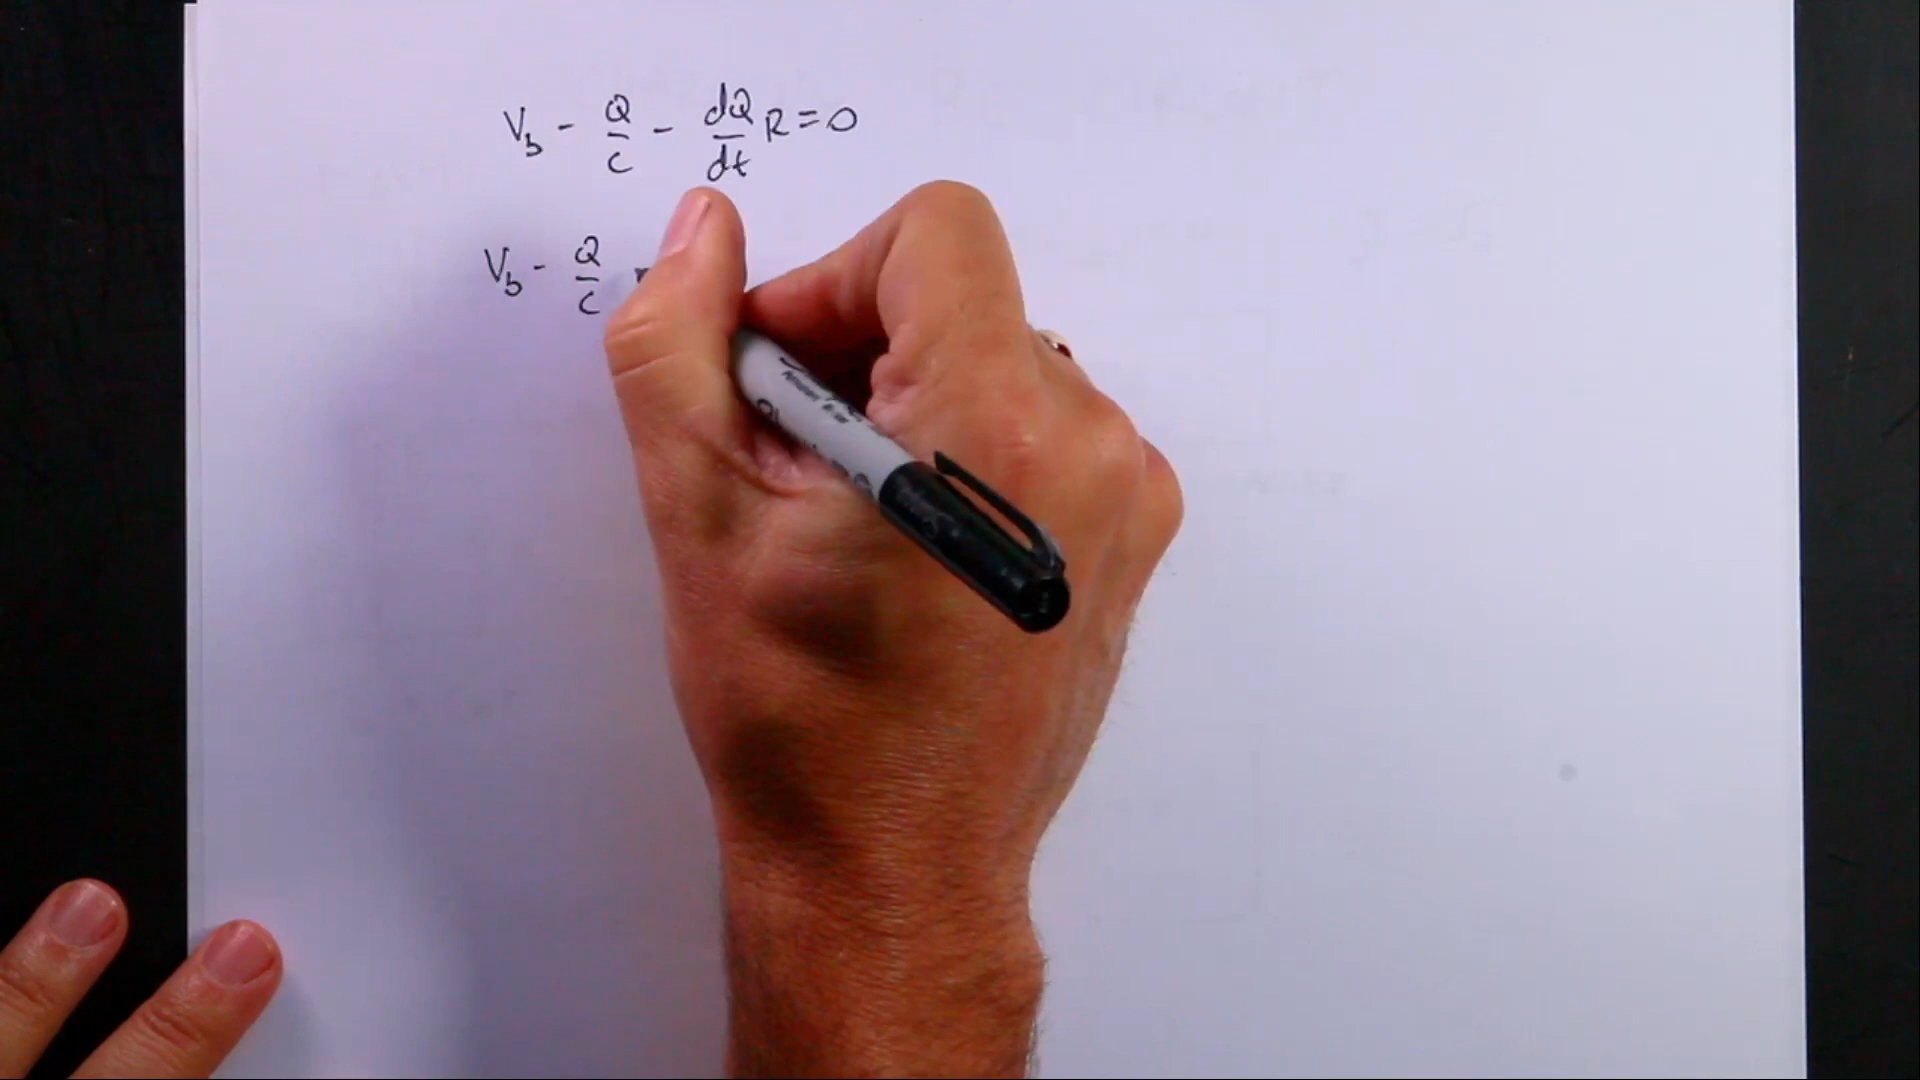 V_b - Q/C - dQ/dt R = 0
V_b - Q/C